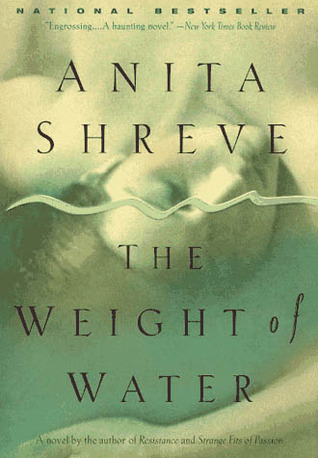 NATIONAL BESTSELLER
"Engrossing....A haunting novel." —New York Times Book Review
ANITA
SHREVE
THE
WEIGHT of
WATER
A novel by the author of Resistance and Strange Fits of Passion